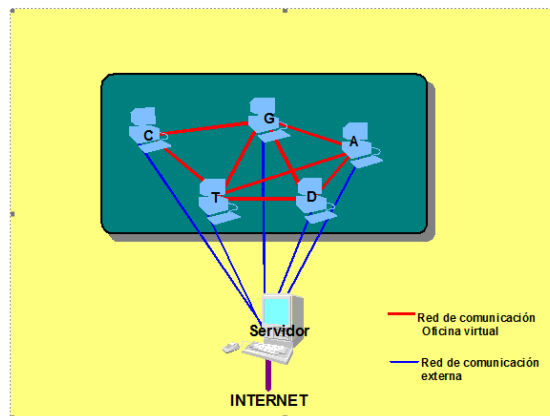 G
C
A
T
D
Servidor
Red de comunicación
Oficina virtual
Red de comunicación
externa
INTERNET